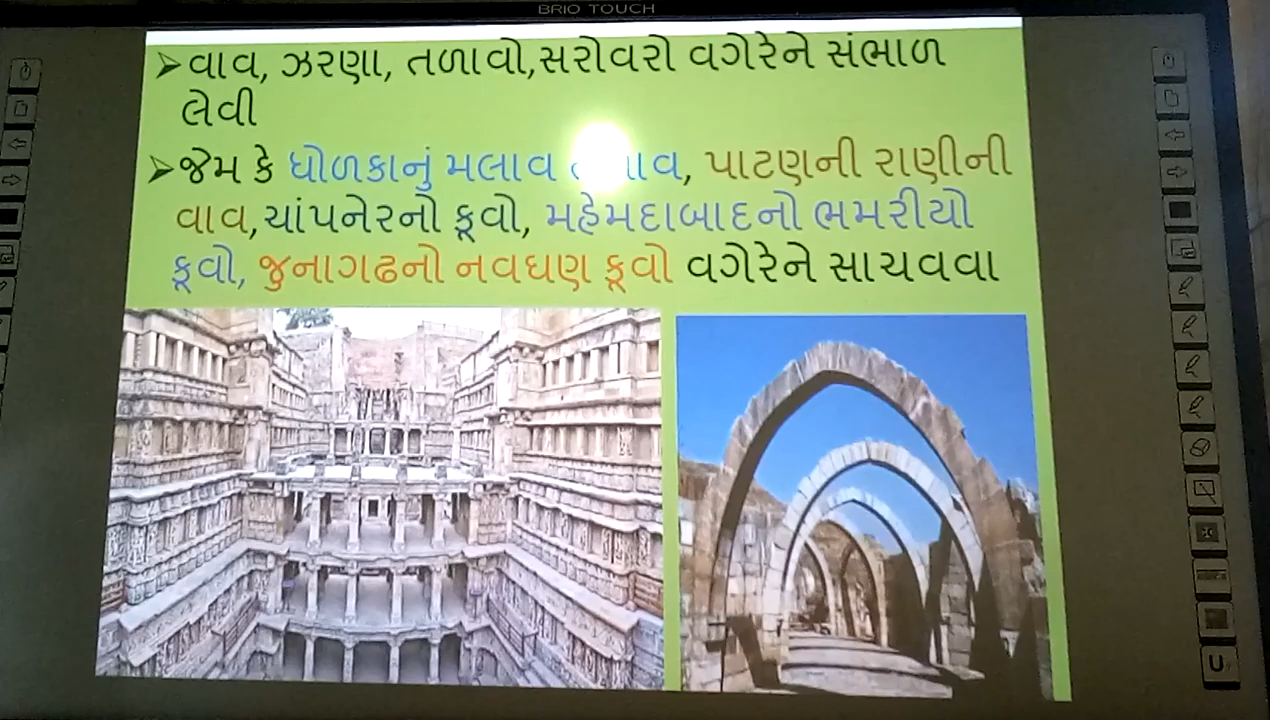 BRIO TOUCH
➢વાવ, ઝરણા, તળાવો,સરોવરો વગેરેને સંભાળ
લેવી
➢જેમ કે ધોળકાનું મલાવ પાટણની રાણીની
વાવ,ચાંપનેરનો કૂવો, મહેમદાબાદનો ભમરીયો
કૂવો, જુનાગઢનો નવઘણ કૂવો વગેરેને સાચવવા